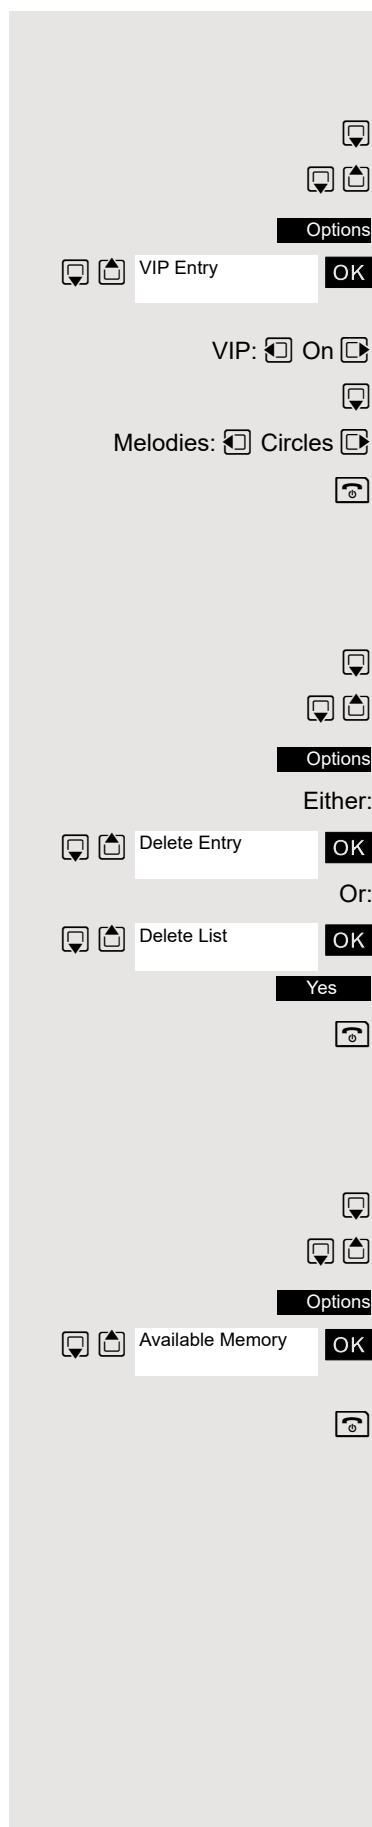 Options
VIP Entry OK
VIP: On
Melodies: Circles
Options
Either:
Delete Entry OK
Or:
Delete List OK
Yes
Options
Available Memory OK